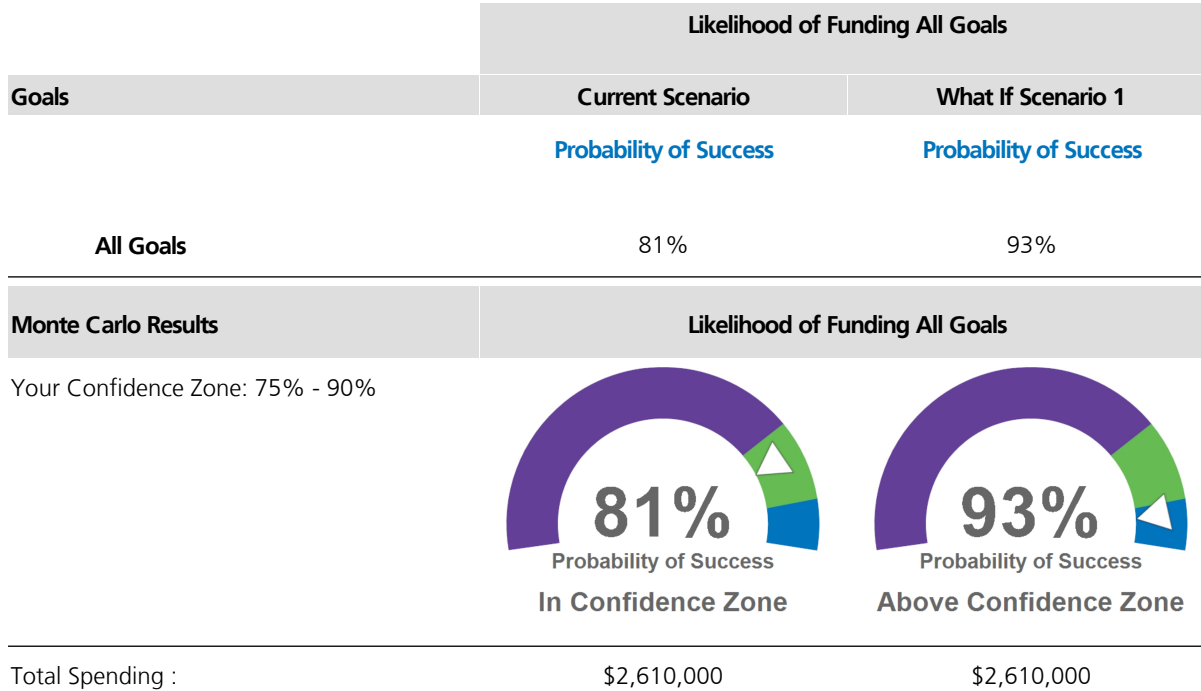 Likelihood of Funding All Goals
Goals Current Scenario What If Scenario 1
Probability of Success Probability of Success
All Goals 81% 93%
Monte Carlo Results Likelihood of Funding All Goals
Your Confidence Zone: 75% - 90%
81% 93%
Probability of Success Probability of Success
In Confidence Zone Above Confidence Zone
Total Spending : $2,610,000 $2,610,000